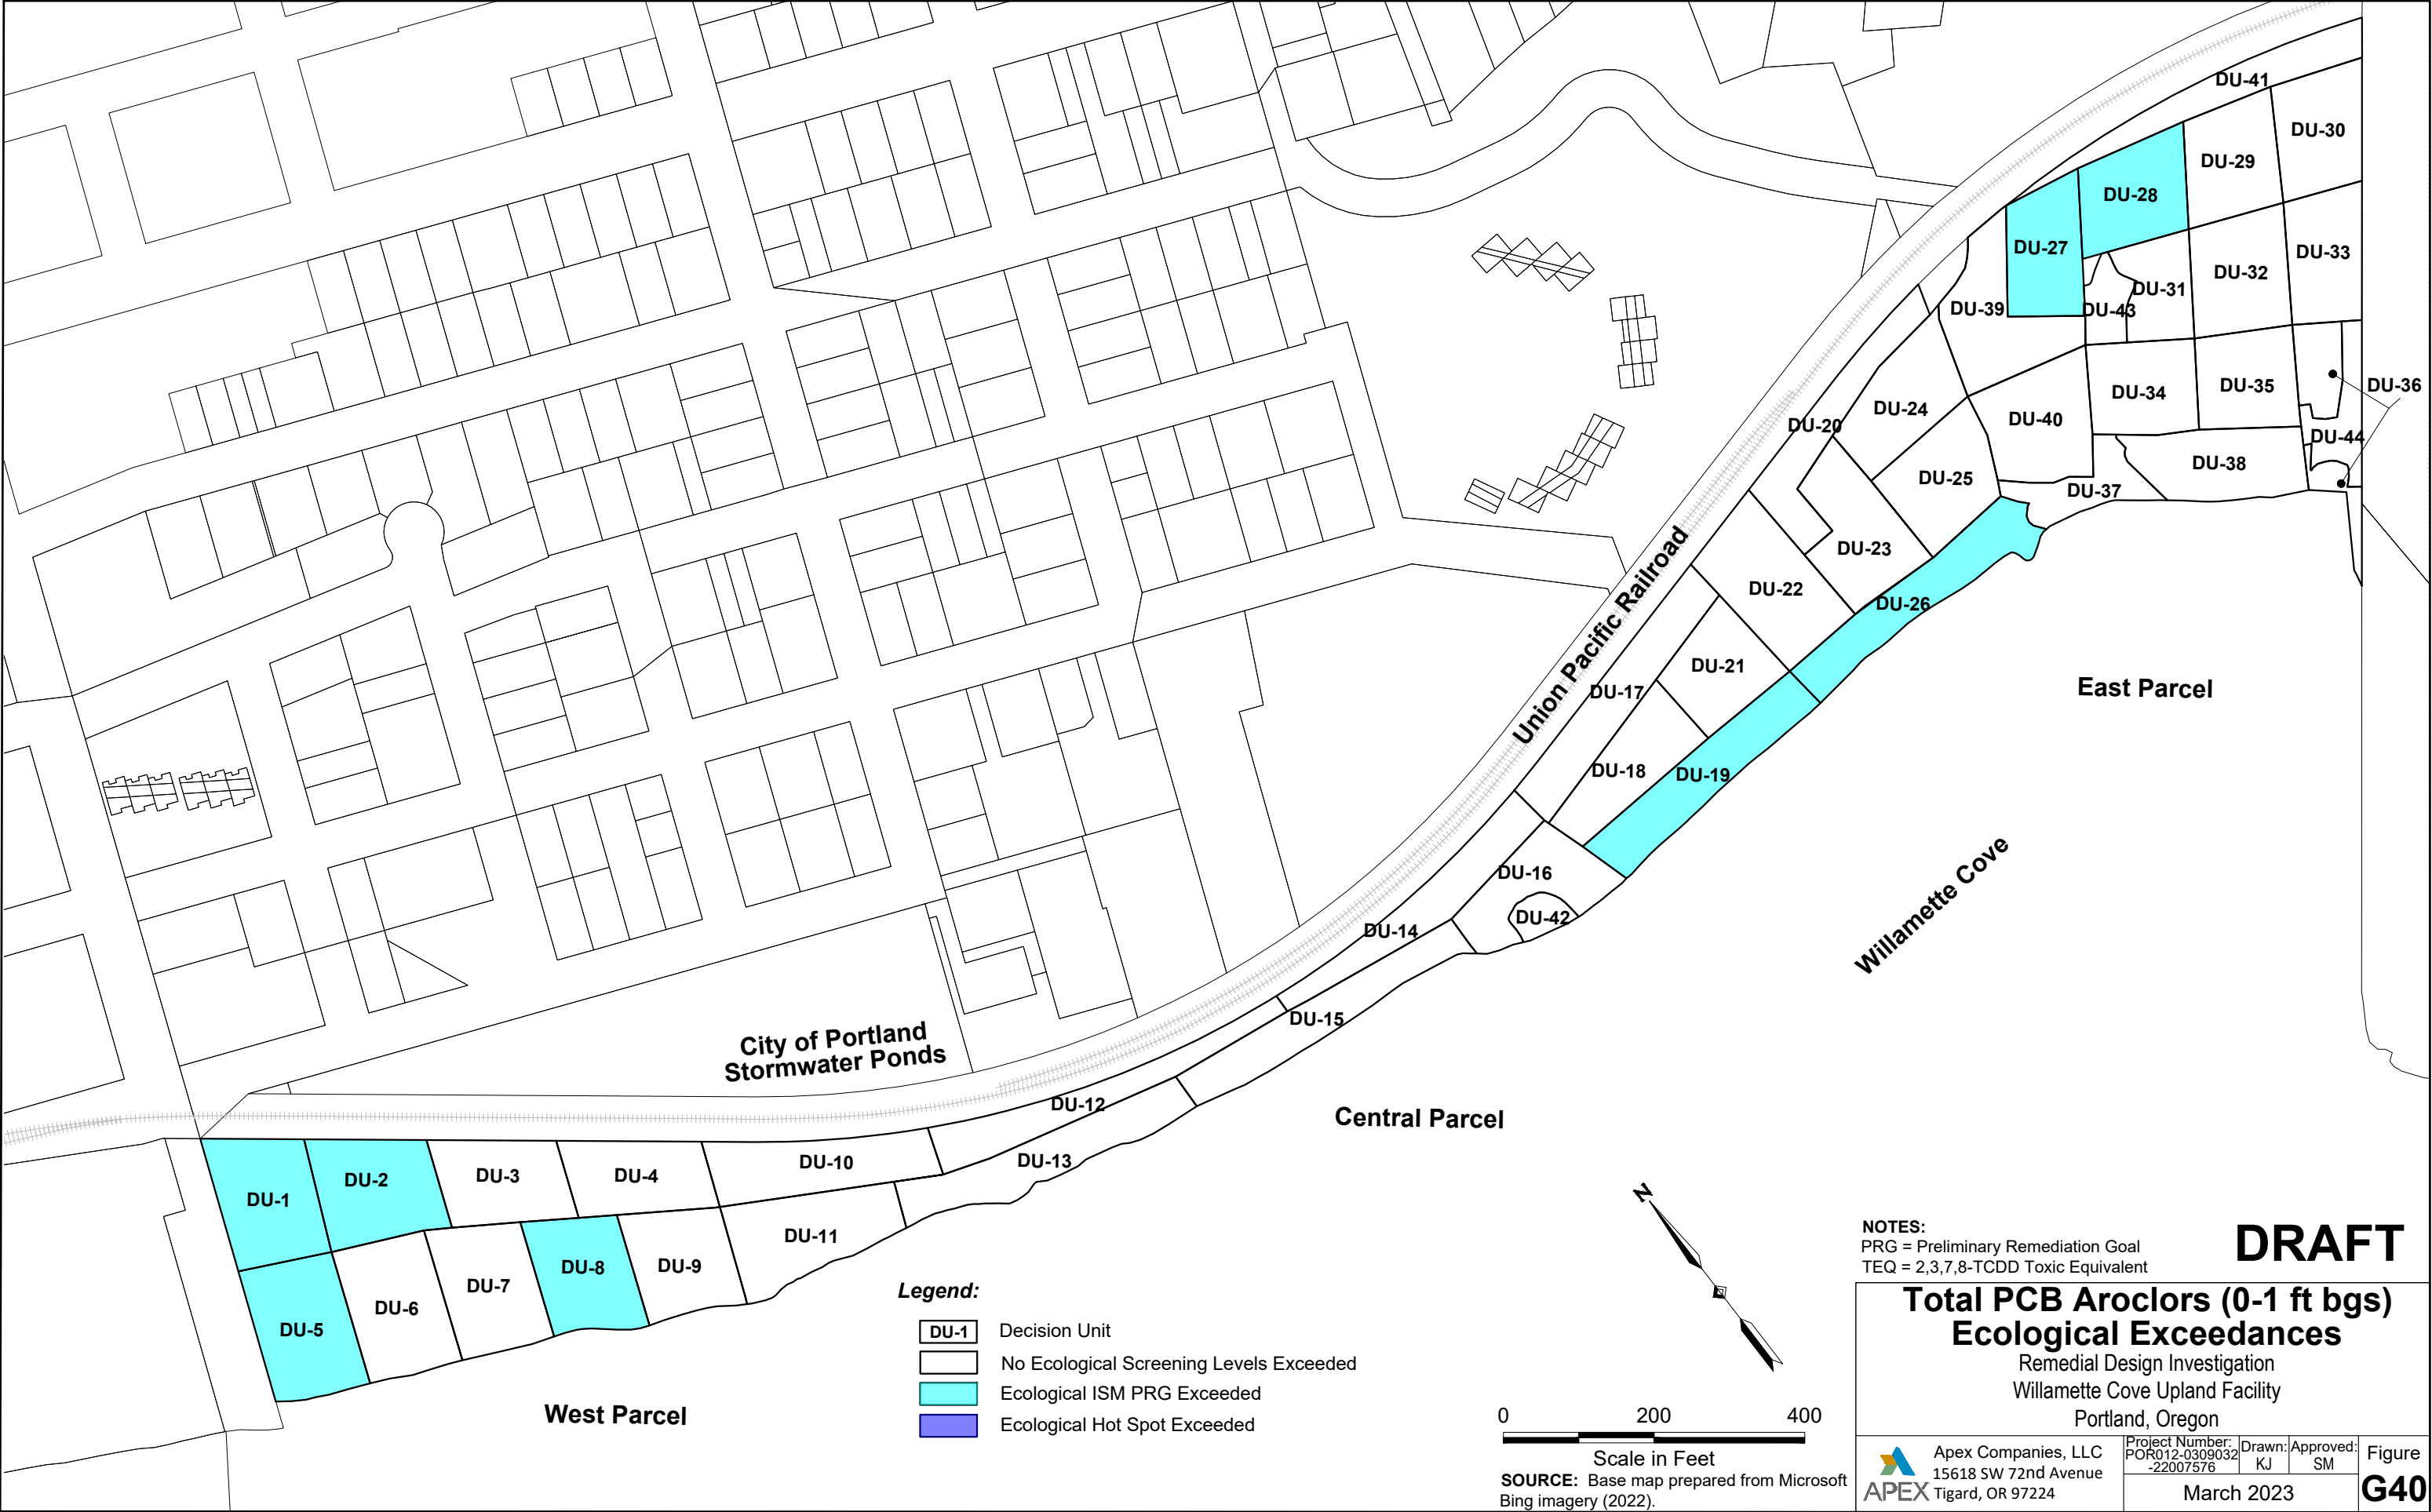 DU-41
DU-30
DU-29
DU-28
DU-27
DU-33
DU-32
DU-31
DU-43
DU-39
DU-36
DU-35
DU-34
DU-24
DU-40
DU-20
DU-44
DU-38
DU-25
DU-37
DU-23
DU-22
DU-26
Union Pacific Railroad
DU-21
DU-17
East Parcel
DU-18
DU-19
DU-16
DU-42
DU-14
Willamette Cove
DU-15
City of Portland
Stormwater Ponds
DU-12
Central Parcel
DU-13
DU-10
DU-4
DU-3
DU-2
DU-1
DU-11
DU-9
DU-8
DU-7
DU-6
DU-5
West Parcel
Legend:
DU-1 Decision Unit
No Ecological Screening Levels Exceeded
Ecological ISM PRG Exceeded
Ecological Hot Spot Exceeded
N
0 200 400
Scale in Feet
SOURCE: Base map prepared from Microsoft
Bing imagery (2022).
NOTES:
PRG = Preliminary Remediation Goal
TEQ = 2,3,7,8-TCDD Toxic Equivalent
DRAFT
Total PCB Aroclors (0-1 ft bgs)
Ecological Exceedances
Remedial Design Investigation
Willamette Cove Upland Facility
Portland, Oregon
APEX
Apex Companies, LLC
15618 SW 72nd Avenue
Tigard, OR 97224
Project Number:
POR012-0309032
-22007576
Drawn:
KJ
Approved:
SM
March 2023
Figure
G40